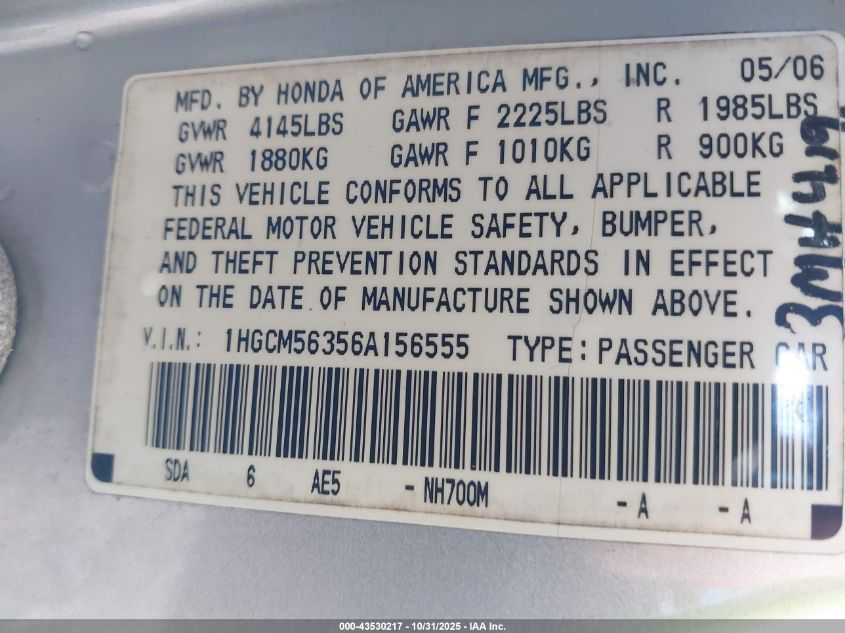 MFD. BY HONDA OF AMERICA MFG., INC. 05/06
GVWR 4145LBS GAWR F 2225LBS R 1985LBS
GVWR 1880KG GAWR F 1010KG R 900KG
THIS VEHICLE CONFORMS TO ALL APPLICABLE
FEDERAL MOTOR VEHICLE SAFETY, BUMPER,
AND THEFT PREVENTION STANDARDS IN EFFECT
ON THE DATE OF MANUFACTURE SHOWN ABOVE.
V.I.N.: 1HGCM56356A156555 TYPE: PASSENGER CAR
SDA 6 AE5 - NH700M - A - A
000-43530217 - 10/31/2025 - IAA Inc.